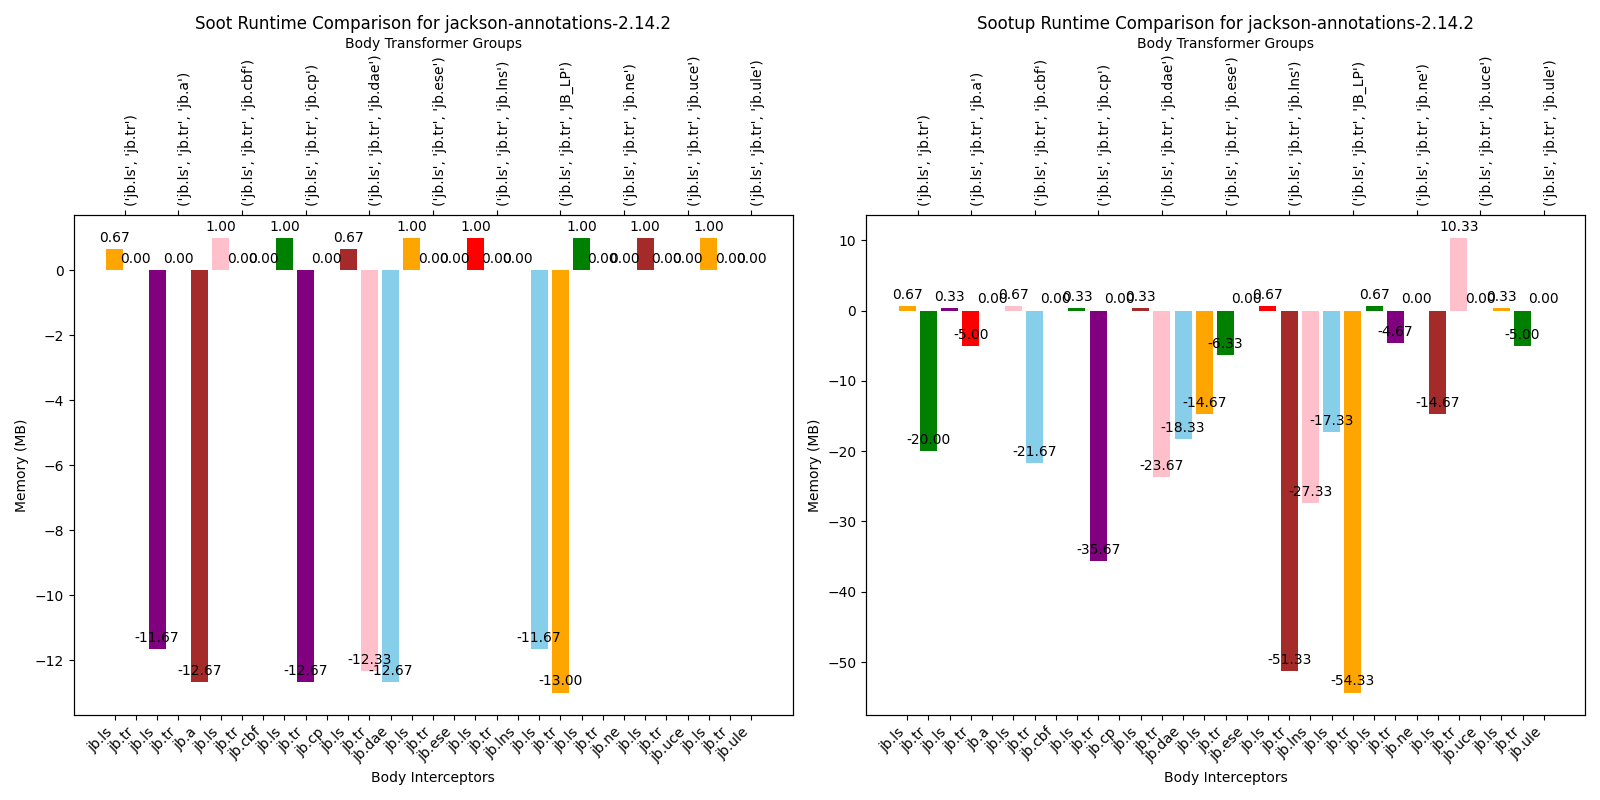 Soot Runtime Comparison for jackson-annotations-2.14.2
Body Transformer Groups
('jb.ls', 'jb.tr')
('jb.ls', 'jb.tr', 'jb.a')
('jb.ls', 'jb.tr', 'jb.cbf')
('jb.ls', 'jb.tr', 'jb.cp')
('jb.ls', 'jb.tr', 'jb.dae')
('jb.ls', 'jb.tr', 'jb.ese')
('jb.ls', 'jb.tr', 'jb.lns')
('jb.ls', 'jb.tr', 'JB_LP')
('jb.ls', 'jb.tr', 'jb.ne')
('jb.ls', 'jb.tr', 'jb.uce')
('jb.ls', 'jb.tr', 'jb.ule')
Memory (MB)
0
−2
−4
−6
−8
−10
−12
0.67
0.00
-11.67
0.00
-12.67
1.00
0.00
0.00
1.00
-12.67
0.00
0.67
-12.33
-12.67
1.00
0.00
0.00
1.00
0.00
0.00
-11.67
-13.00
1.00
0.00
0.00
1.00
0.00
0.00
1.00
0.00
0.00
jb.ls
jb.tr
jb.ls
jb.tr
jb.a
jb.ls
jb.tr
jb.cbf
jb.ls
jb.tr
jb.cp
jb.ls
jb.tr
jb.dae
jb.ls
jb.tr
jb.ese
jb.ls
jb.tr
jb.lns
jb.ls
jb.tr
jb.ls
jb.tr
jb.ne
jb.ls
jb.tr
jb.uce
jb.ls
jb.tr
jb.ule
Body Interceptors
Sootup Runtime Comparison for jackson-annotations-2.14.2
Body Transformer Groups
('jb.ls', 'jb.tr')
('jb.ls', 'jb.tr', 'jb.a')
('jb.ls', 'jb.tr', 'jb.cbf')
('jb.ls', 'jb.tr', 'jb.cp')
('jb.ls', 'jb.tr', 'jb.dae')
('jb.ls', 'jb.tr', 'jb.ese')
('jb.ls', 'jb.tr', 'jb.lns')
('jb.ls', 'jb.tr', 'JB_LP')
('jb.ls', 'jb.tr', 'jb.ne')
('jb.ls', 'jb.tr', 'jb.uce')
('jb.ls', 'jb.tr', 'jb.ule')
Memory (MB)
10
0
−10
−20
−30
−40
−50
0.67
-20.00
0.33
-5.00
0.00
0.67
-21.67
0.00
0.33
-35.67
0.00
0.33
-23.67
-18.33
-14.67
-6.33
0.00
0.67
-51.33
-27.33
-17.33
-54.33
0.67
-4.67
0.00
-14.67
10.33
0.00
0.33
-5.00
0.00
jb.ls
jb.tr
jb.ls
jb.tr
jb.a
jb.ls
jb.tr
jb.cbf
jb.ls
jb.tr
jb.cp
jb.ls
jb.tr
jb.dae
jb.ls
jb.tr
jb.ese
jb.ls
jb.tr
jb.lns
jb.ls
jb.tr
jb.ls
jb.tr
jb.ne
jb.ls
jb.tr
jb.uce
jb.ls
jb.tr
jb.ule
Body Interceptors